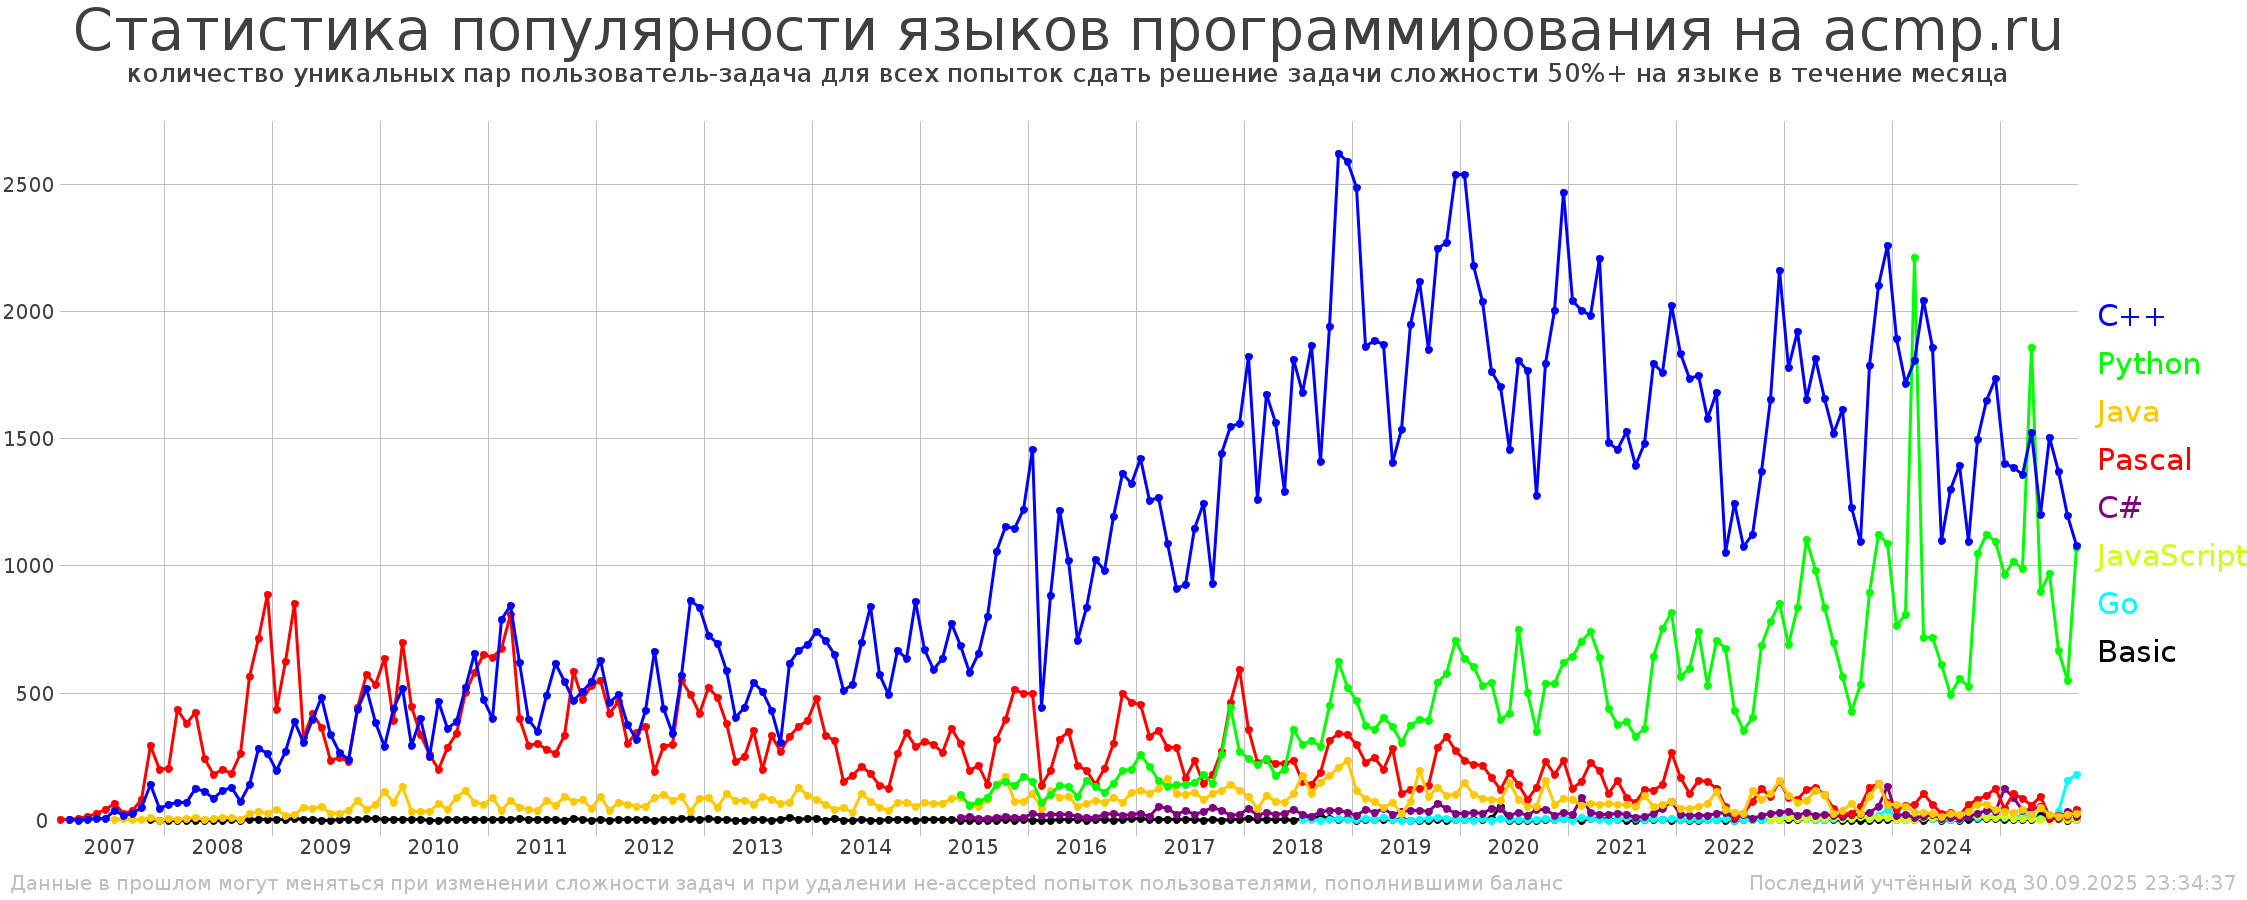 Статистика популярности языков программирования на acmp.ru
количество уникальных пар пользователь-задача для всех попыток сдать решение задачи сложности 50%+ на языке в течение месяца
2500
2000
1500
1000
500
0
2007 2008 2009 2010 2011 2012 2013 2014 2015 2016 2017 2018 2019 2020 2021 2022 2023 2024
C++
Python
Java
Pascal
C#
JavaScript
Go
Basic
Данные в прошлом могут меняться при изменении сложности задач и при удалении не-accepted попыток пользователями, пополнившими баланс
Последний учтённый код 30.09.2025 23:34:37